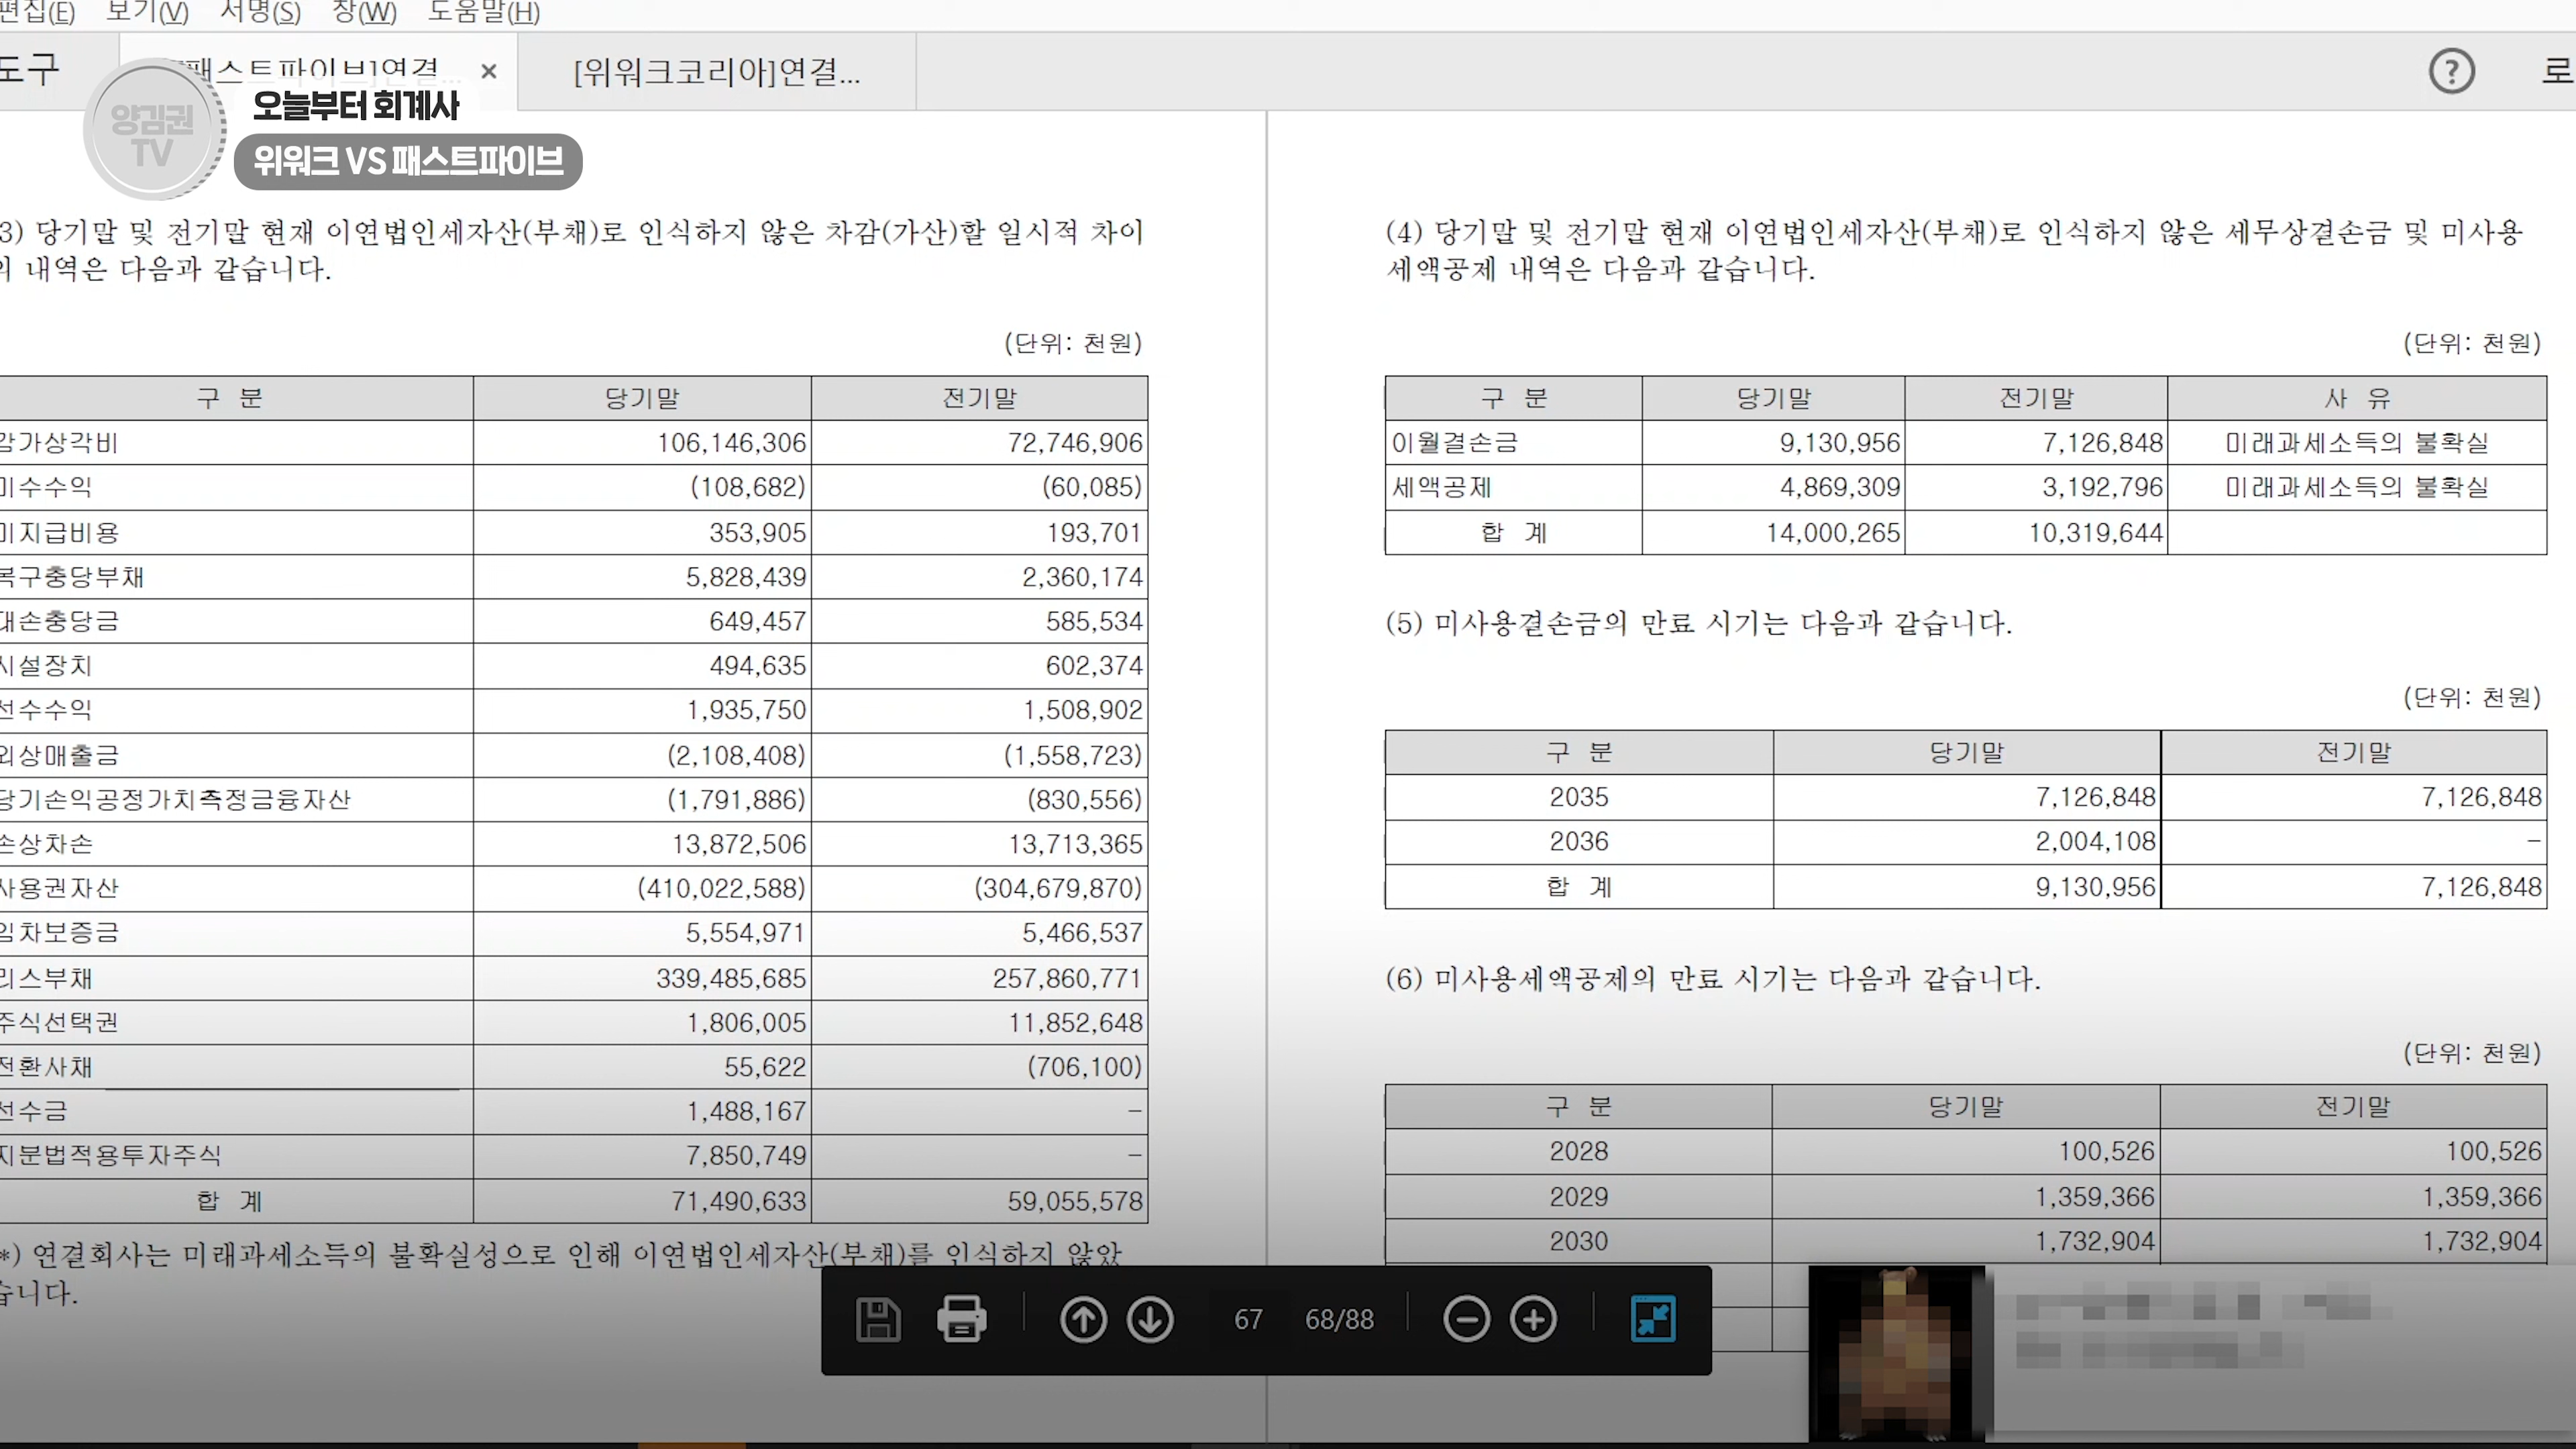 편집(E) 보기(V) 서명(S) 창(W) 도움말(H)
도구
패스트파이브]연결...
×
[위워크코리아]연결...
?
로
양김권
TV
오늘부터 회계사
위워크 VS 패스트파이브
3) 당기말 및 전기말 현재 이연법인세자산(부채)로 인식하지 않은 차감(가산)할 일시적 차이
의 내역은 다음과 같습니다.
(단위: 천원)
구 분 당기말 전기말
감가상각비 106,146,306 72,746,906
미수수익 (108,682) (60,085)
미지급비용 353,905 193,701
복구충당부채 5,828,439 2,360,174
대손충당금 649,457 585,534
시설장치 494,635 602,374
선수수익 1,935,750 1,508,902
외상매출금 (2,108,408) (1,558,723)
당기손익공정가치측정금융자산 (1,791,886) (830,556)
손상차손 13,872,506 13,713,365
사용권자산 (410,022,588) (304,679,870)
임차보증금 5,554,971 5,466,537
리스부채 339,485,685 257,860,771
주식선택권 1,806,005 11,852,648
전환사채 55,622 (706,100)
선수금 1,488,167 -
지분법적용투자주식 7,850,749 -
합 계 71,490,633 59,055,578
*) 연결회사는 미래과세소득의 불확실성으로 인해 이연법인세자산(부채)를 인식하지 않았
습니다.
(4) 당기말 및 전기말 현재 이연법인세자산(부채)로 인식하지 않은 세무상결손금 및 미사용
세액공제 내역은 다음과 같습니다.
(단위: 천원)
구 분 당기말 전기말 사 유
이월결손금 9,130,956 7,126,848 미래과세소득의 불확실
세액공제 4,869,309 3,192,796 미래과세소득의 불확실
합 계 14,000,265 10,319,644
(5) 미사용결손금의 만료 시기는 다음과 같습니다.
(단위: 천원)
구 분 당기말 전기말
2035 7,126,848 7,126,848
2036 2,004,108 -
합 계 9,130,956 7,126,848
(6) 미사용세액공제의 만료 시기는 다음과 같습니다.
(단위: 천원)
구 분 당기말 전기말
2028 100,526 100,526
2029 1,359,366 1,359,366
2030 1,732,904 1,732,904
67 68/88